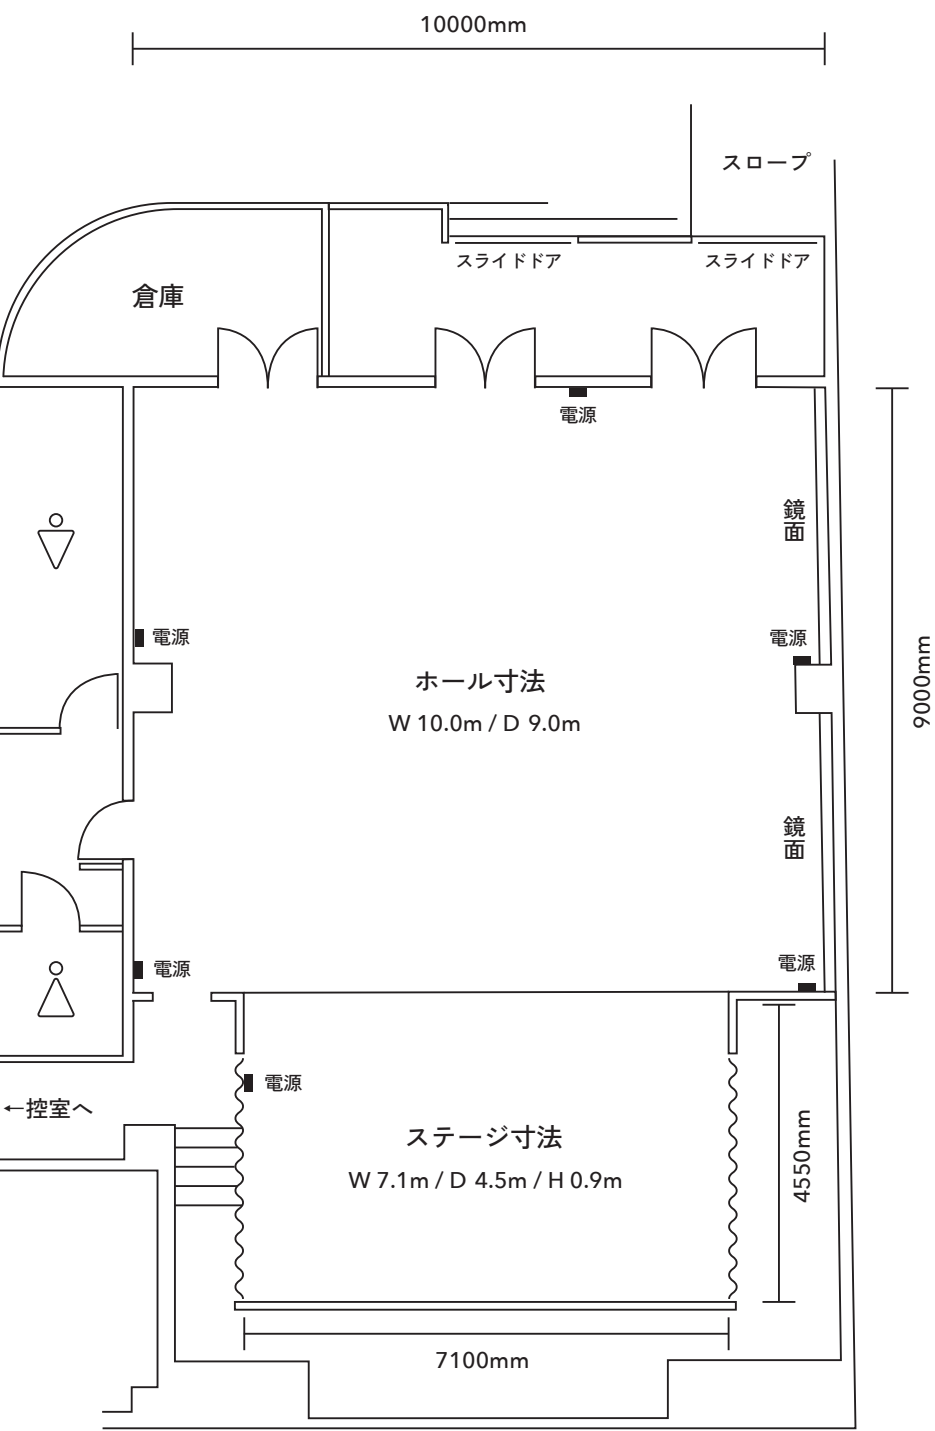 10000mm
スロープ
スライドドア
スライドドア
倉庫
電源
鏡面
電源
電源
9000mm
ホール寸法
W 10.0m / D 9.0m
鏡面
電源
電源
電源
←控室へ
ステージ寸法
W 7.1m / D 4.5m / H 0.9m
4550mm
7100mm